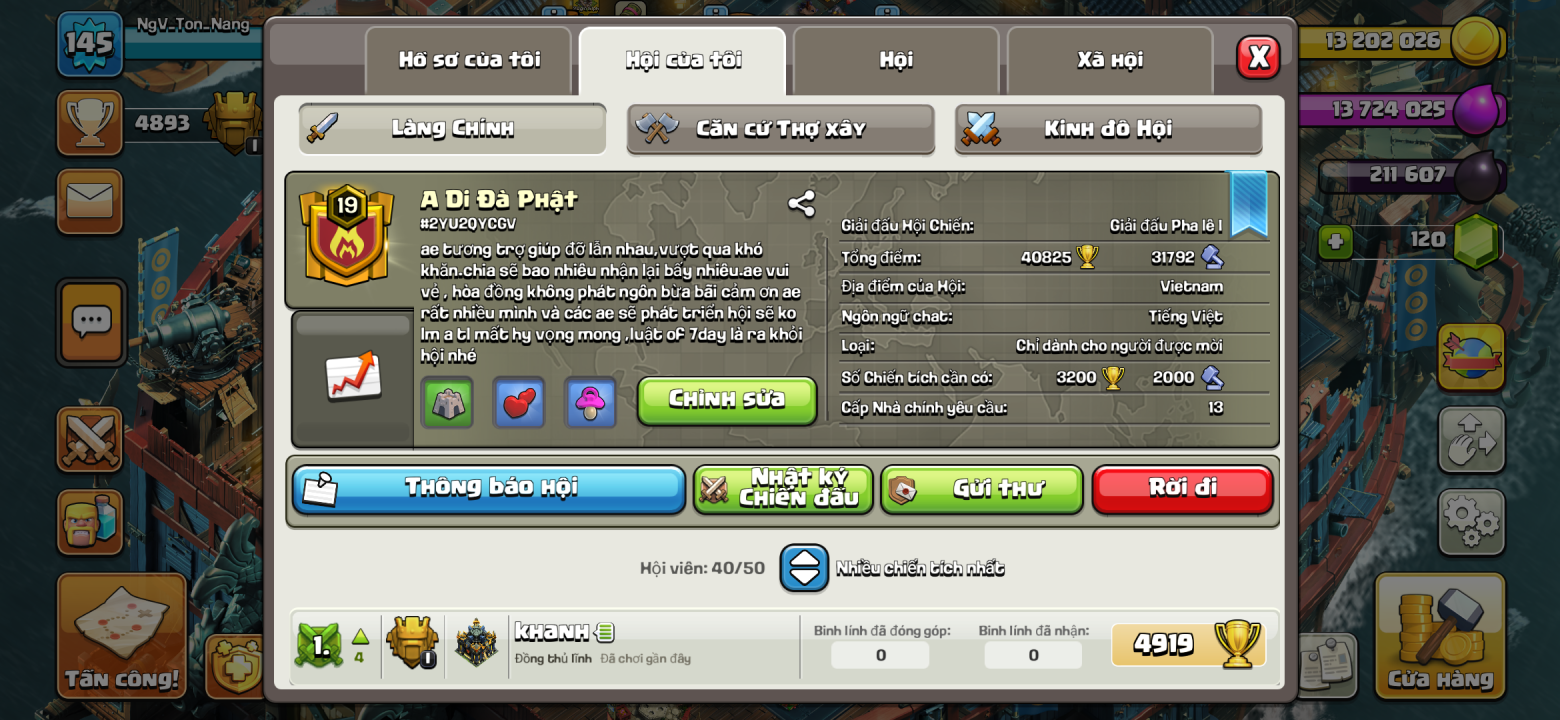 145
NgV_Ton_Nang
4893
I
Tấn công!
Hồ sơ của tôi
Hội của tôi
Hội
Xã hội
X
Làng Chính
Căn cứ Thợ xây
Kinh đô Hội
19
A Di Đà Phật
#2YU2QYCGV
ae tương trợ giúp đỡ lẫn nhau,vượt qua khó
khăn.chia sẽ bao nhiêu nhận lại bấy nhiêu.ae vui
vẻ , hòa đồng không phát ngôn bừa bãi cảm ơn ae
rất nhiều mình và các ae sẽ phát triển hội sẽ ko
lm a tl mất hy vọng mong ,luật of 7day là ra khỏi
hội nhé
Chỉnh sửa
Giải đấu Hội Chiến: Giải đấu Pha lê I
Tổng điểm: 40825 31792
Địa điểm của Hội: Vietnam
Ngôn ngữ chat: Tiếng Việt
Loại: Chỉ dành cho người được mời
Số Chiến tích cần có: 3200 2000
Cấp Nhà chính yêu cầu: 13
Thông báo Hội
Nhật ký
Chiến đấu
Gửi thư
Rời đi
Hội viên: 40/50
Nhiều chiến tích nhất
1.
4
I
KHANH
Đồng thủ lĩnh Đã chơi gần đây
Binh lính đã đóng góp:
0
Binh lính đã nhận:
0
4919
13 202 026
13 724 025
211 607
120
Cửa hàng